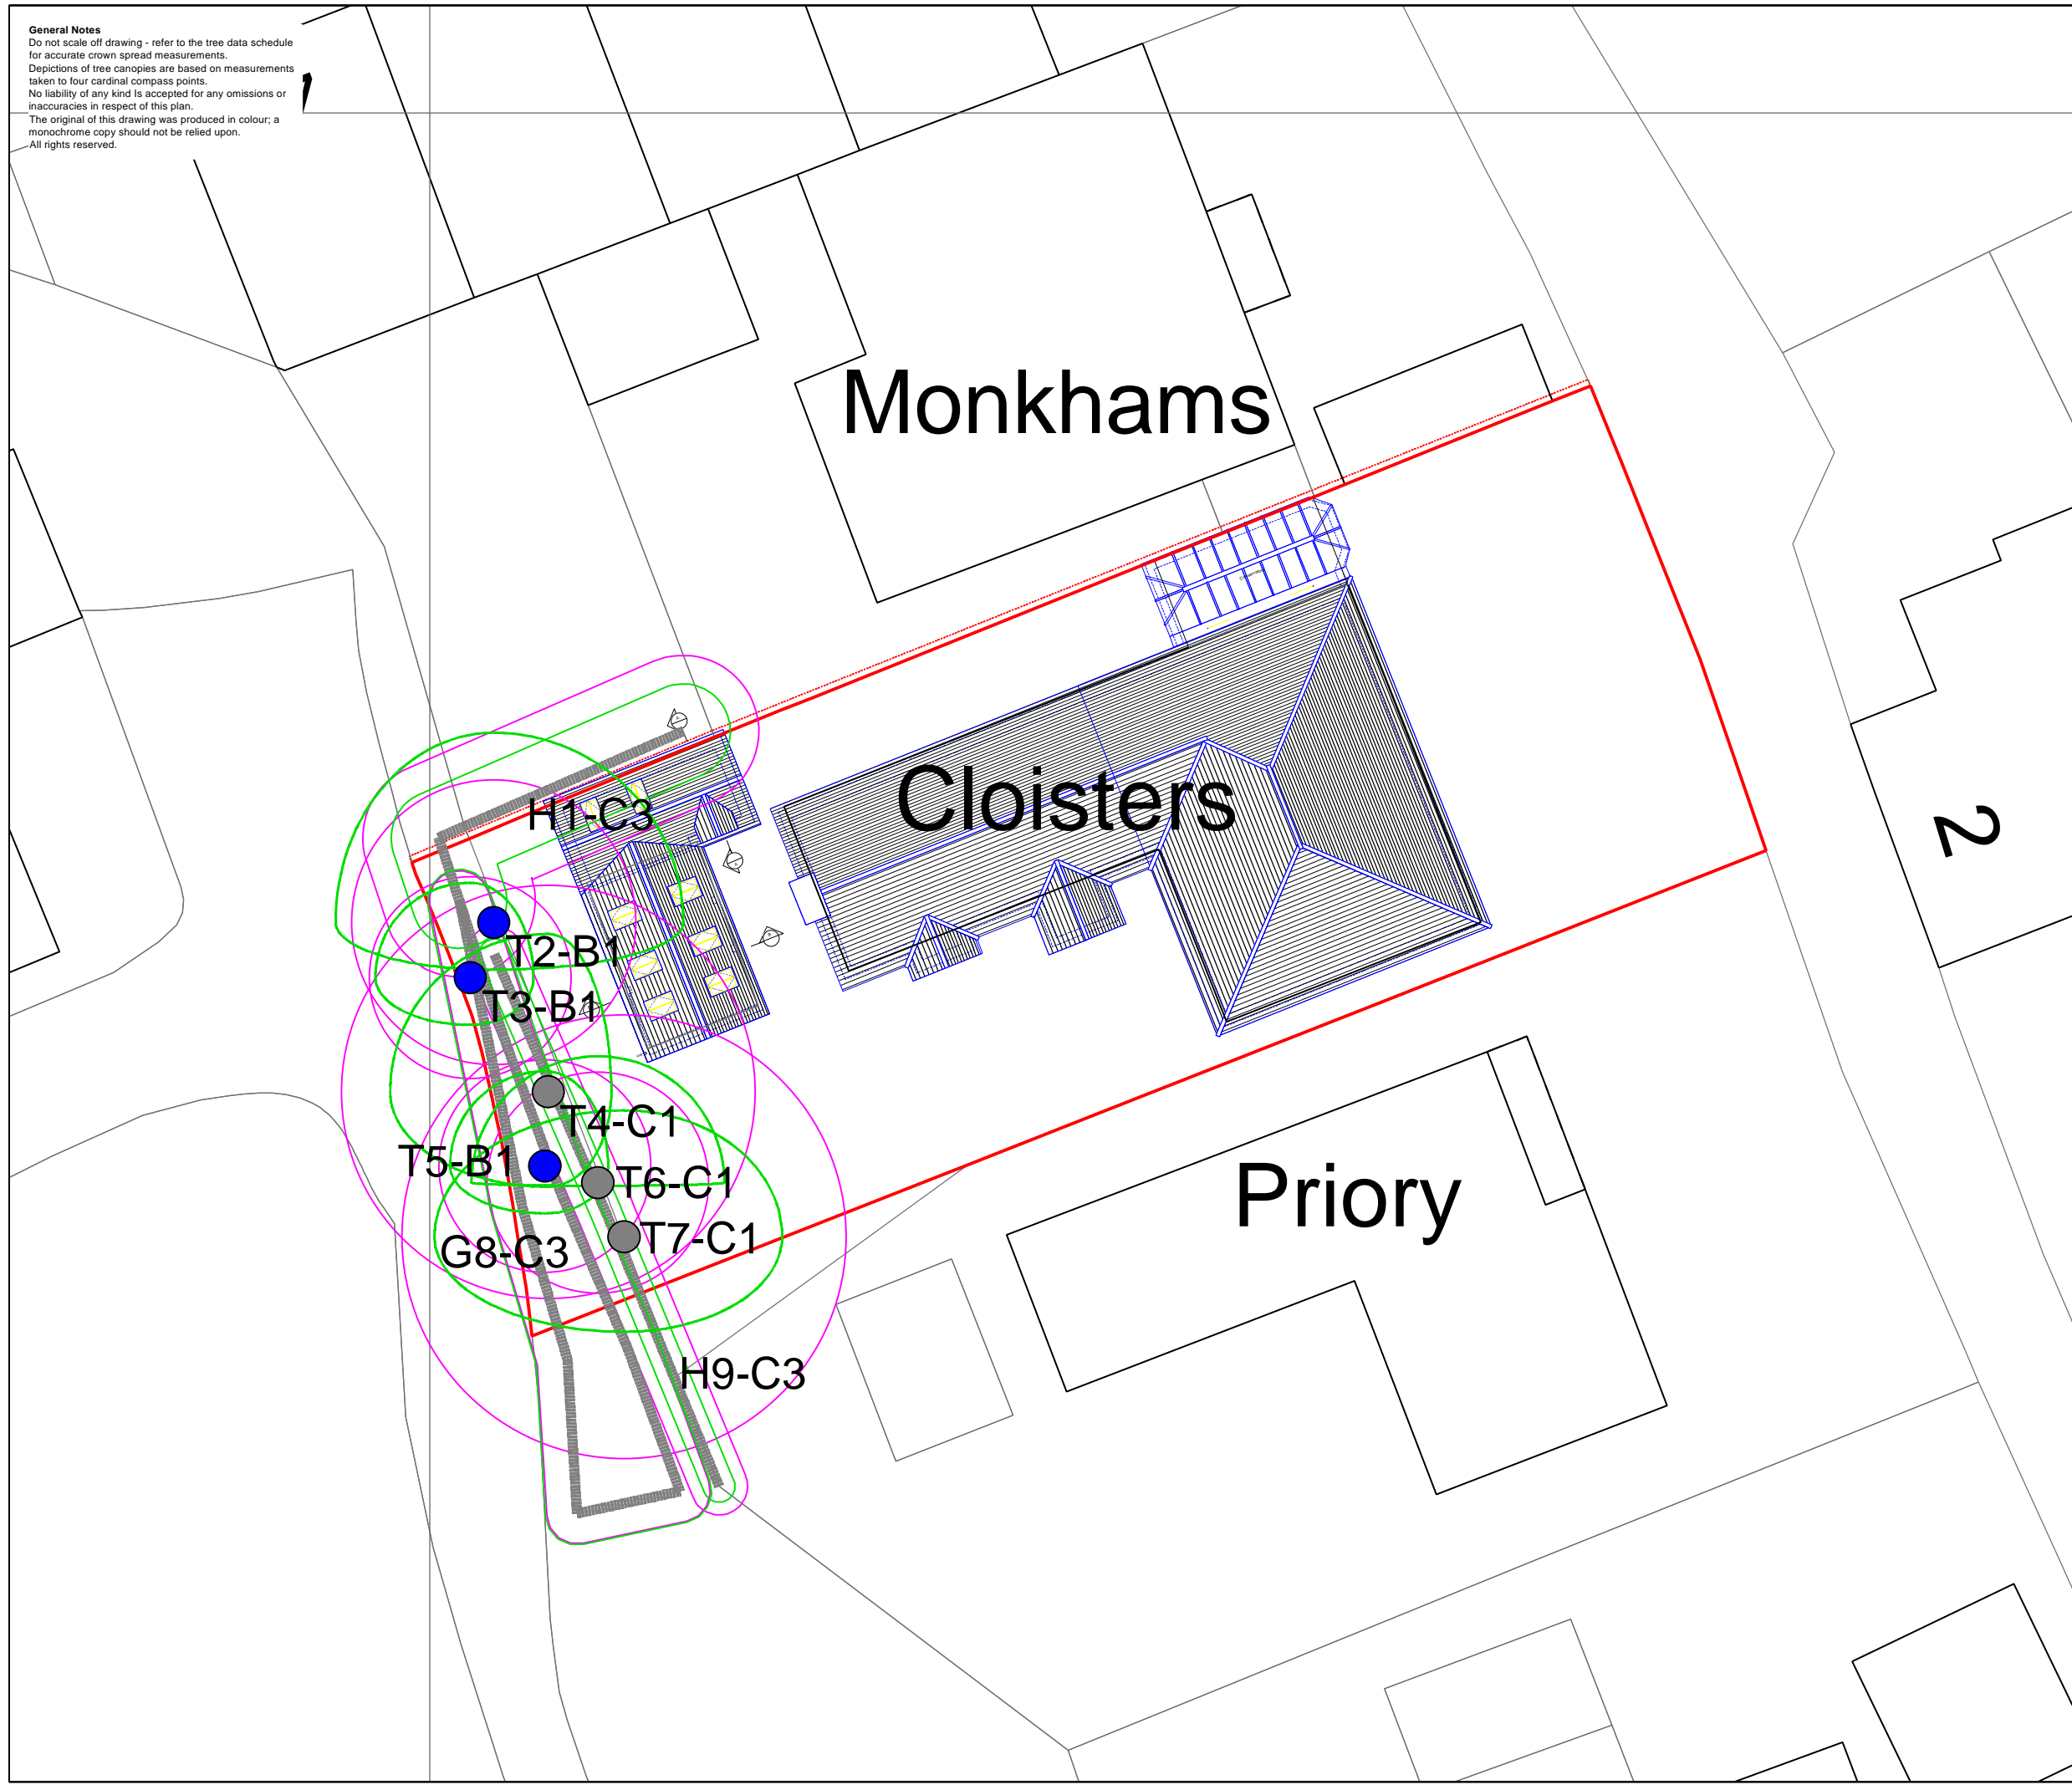 General Notes
Do not scale off drawing - refer to the tree data schedule
for accurate crown spread measurements.
Depictions of tree canopies are based on measurements
taken to four cardinal compass points.
No liability of any kind Is accepted for any omissions or
inaccuracies in respect of this plan.
The original of this drawing was produced in colour; a
monochrome copy should not be relied upon.
All rights reserved.
Monkhams
Cloisters
H1-C3
2
T2-B1
T3-B1
T4-C1
T5-B1
T6-C1
Priory
T7-C1
G8-C3
H9-C3